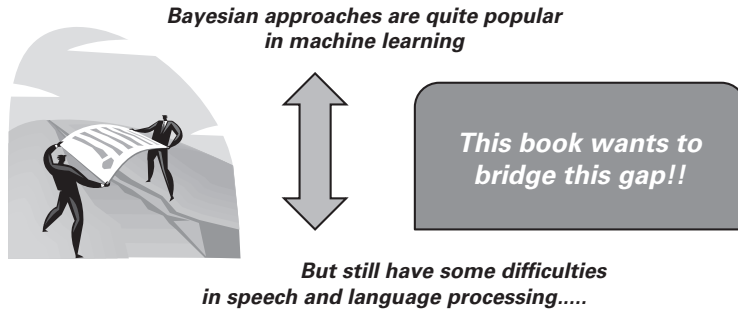 Bayesian approaches are quite popular
in machine learning
This book wants to
bridge this gap!!
But still have some difficulties
in speech and language processing.....